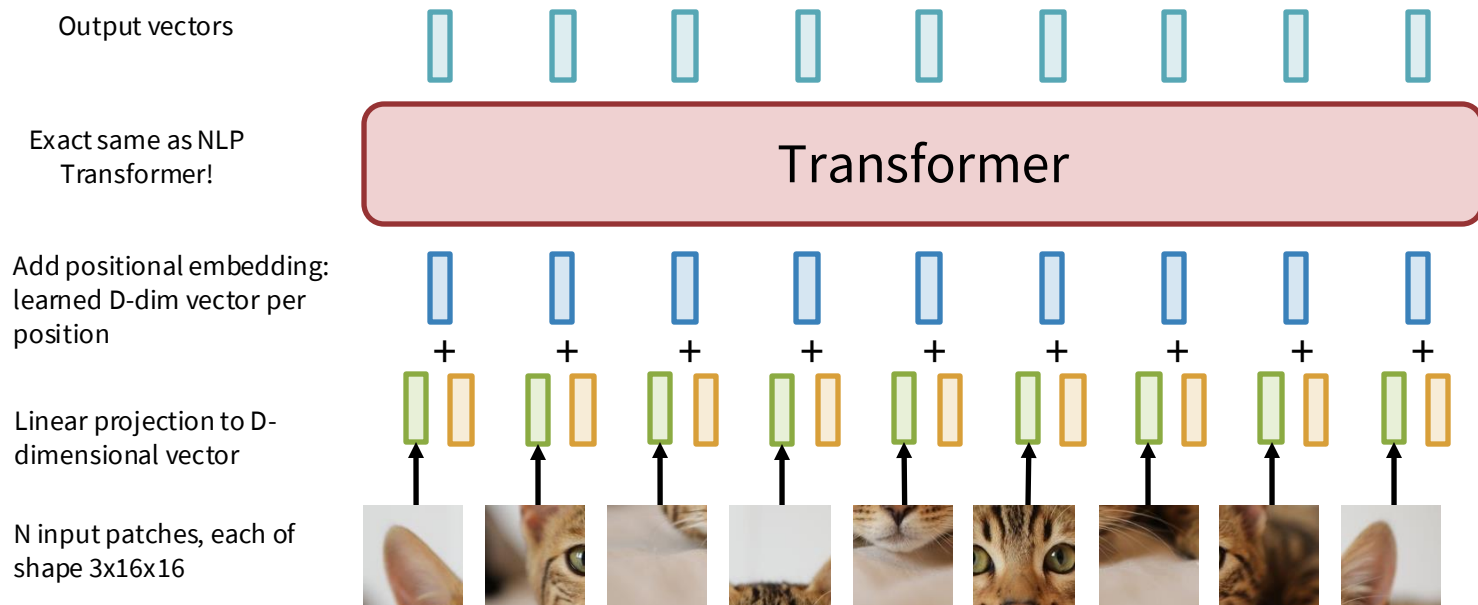 Output vectors
Exact same as NLP
Transformer!
Transformer
Add positional embedding:
learned D-dim vector per
position
+ + + + + + + + +
Linear projection to D-
dimensional vector
N input patches, each of
shape 3x16x16